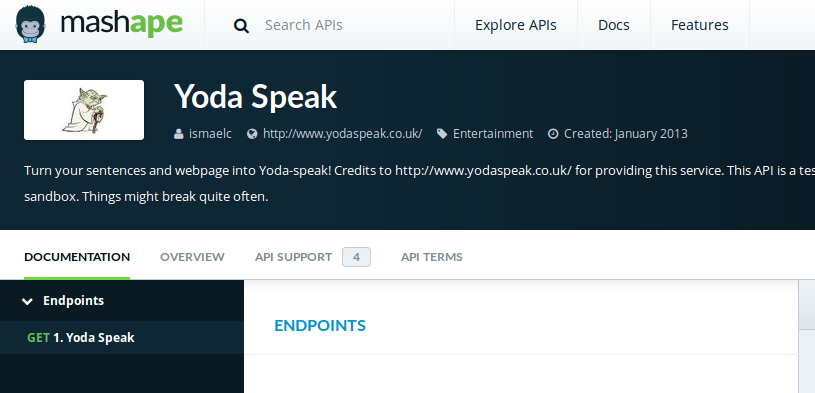 mashape Search APIs Explore APIs Docs Features
Yoda Speak
ismaelc http://www.yodaspeak.co.uk/ Entertainment Created: January 2013
Turn your sentences and webpage into Yoda-speak! Credits to http://www.yodaspeak.co.uk/ for providing this service. This API is a tes
sandbox. Things might break quite often.
DOCUMENTATION OVERVIEW API SUPPORT 4 API TERMS
Endpoints
ENDPOINTS
GET 1. Yoda Speak